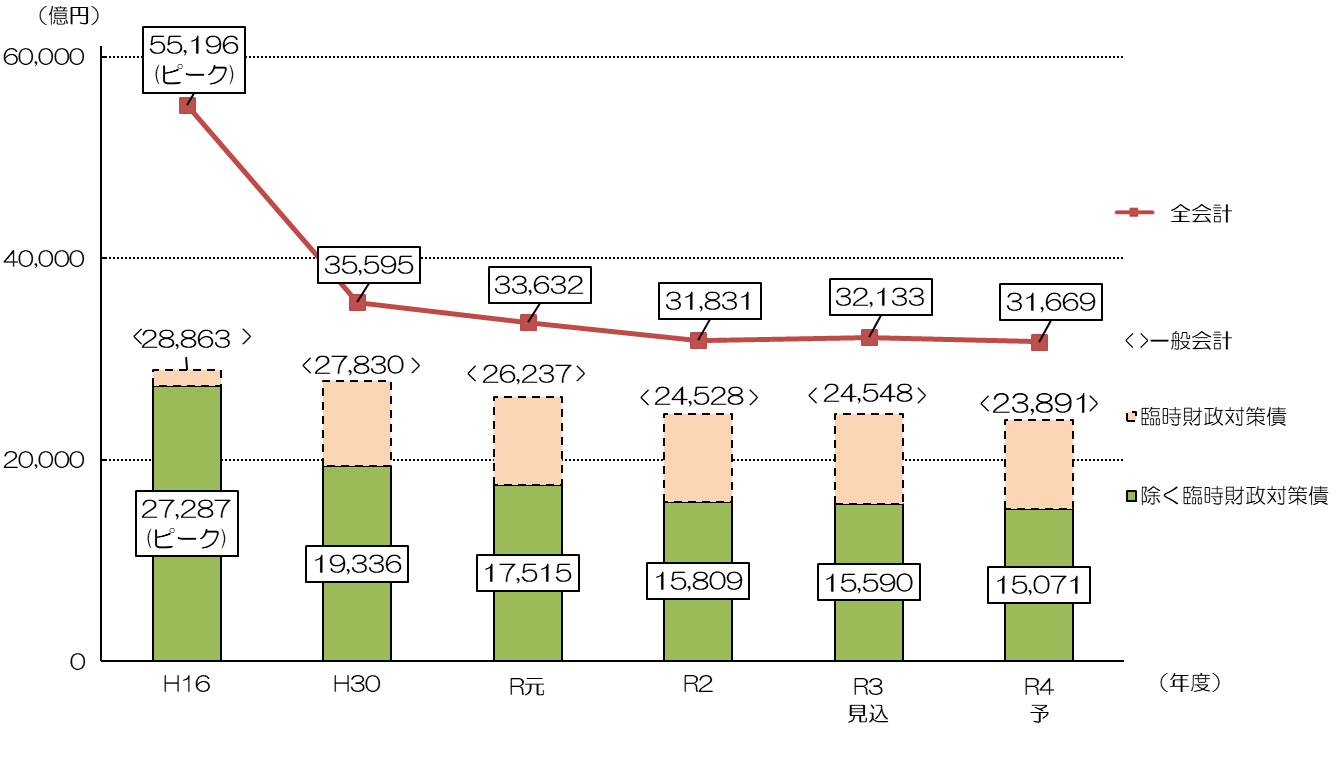 （億円）
60,000
40,000
20,000
0
55,196
(ピーク)
35,595
33,632
31,831
32,133
31,669
<28,863 >
<27,830 >
<26,237>
<24,528>
<24,548>
<23,891>
27,287
(ピーク)
19,336
17,515
15,809
15,590
15,071
H16
H30
R元
R2
R3
見込
R4
予
（年度）
全会計
< >一般会計
臨時財政対策債
除く臨時財政対策債